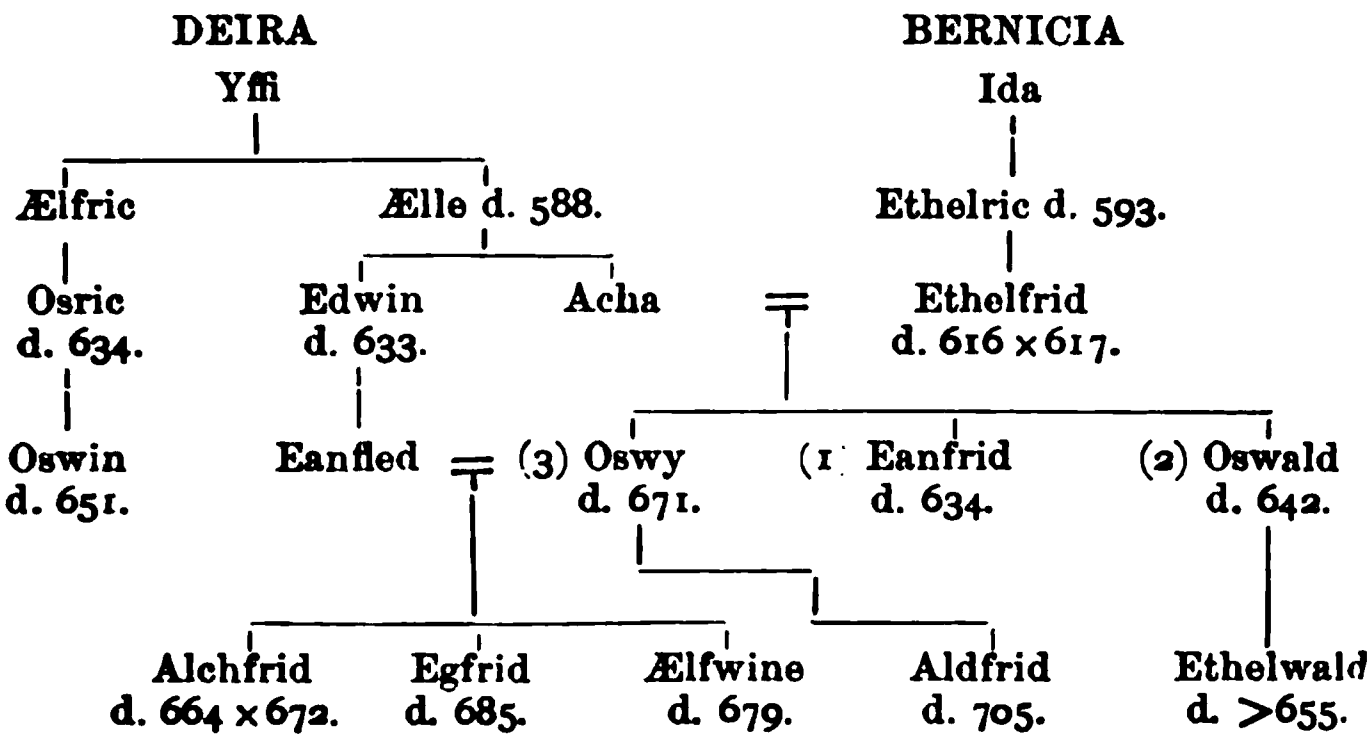 DEIRA BERNICIA
Yffi Ida
Ælfric Ælle d. 588. Ethelric d. 593.
Osric Edwin Acha = Ethelfrid
d. 634. d. 633. d. 616 × 617.
Oswin Eanfled = (3) Oswy (1) Eanfrid (2) Oswald
d. 651. d. 671. d. 634. d. 642.
Alchfrid Egfrid Ælfwine Aldfrid Ethelwald
d. 664 × 672. d. 685. d. 679. d. 705. d. >655.